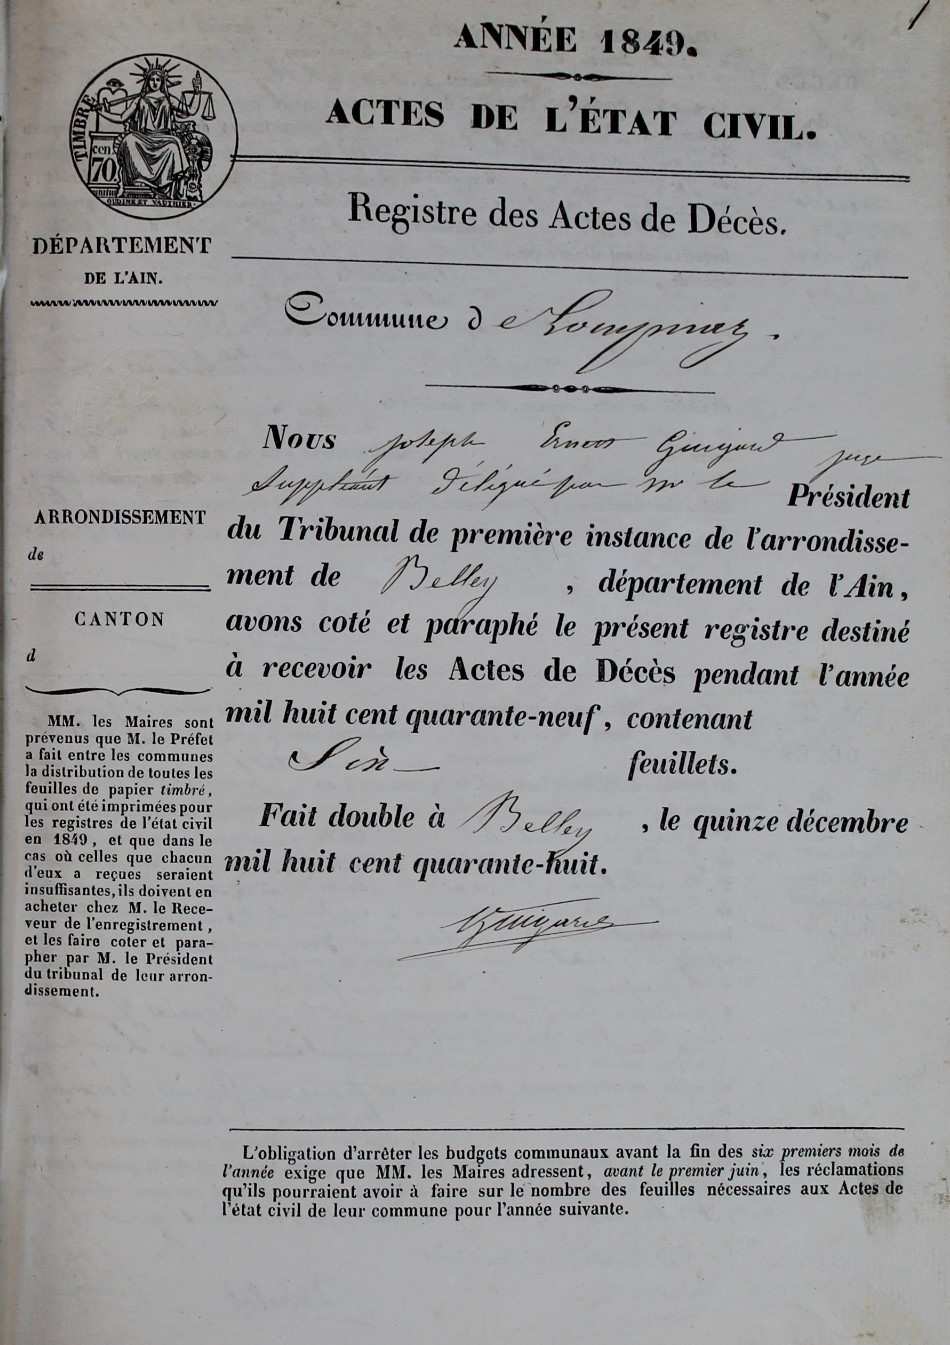 1
ANNÉE 1849.
ACTES DE L'ÉTAT CIVIL.
TIMBRE
cen
70.
OUDINE ET VAUTHIER
DÉPARTEMENT
DE L'AIN.
Registre des Actes de Décès.
Commune de Lompnaz.
Nous Joseph Ernest Guigard juge
Suppléant délégué par mr le Président
du Tribunal de première instance de l'arrondisse-
ment de Belley, département de l'Ain,
avons coté et paraphé le présent registre destiné
à recevoir les Actes de Décès pendant l'année
mil huit cent quarante-neuf, contenant
Six feuillets.
Fait double à Belley, le quinze décembre
mil huit cent quarante-huit.
Guigard
ARRONDISSEMENT
de
CANTON
d
MM. les Maires sont
prévenus que M. le Préfet
a fait entre les communes
la distribution de toutes les
feuilles de papier timbré,
qui ont été imprimées pour
les registres de l'état civil
en 1849, et que dans le
cas où celles que chacun
d'eux a reçues seraient
insuffisantes, ils doivent en
acheter chez M. le Rece-
veur de l'enregistrement,
et les faire coter et para-
pher par M. le Président
du tribunal de leur arron-
dissement.
L'obligation d'arrêter les budgets communaux avant la fin des six premiers mois de
l'année exige que MM. les Maires adressent, avant le premier juin, les réclamations
qu'ils pourraient avoir à faire sur le nombre des feuilles nécessaires aux Actes de
l'état civil de leur commune pour l'année suivante.